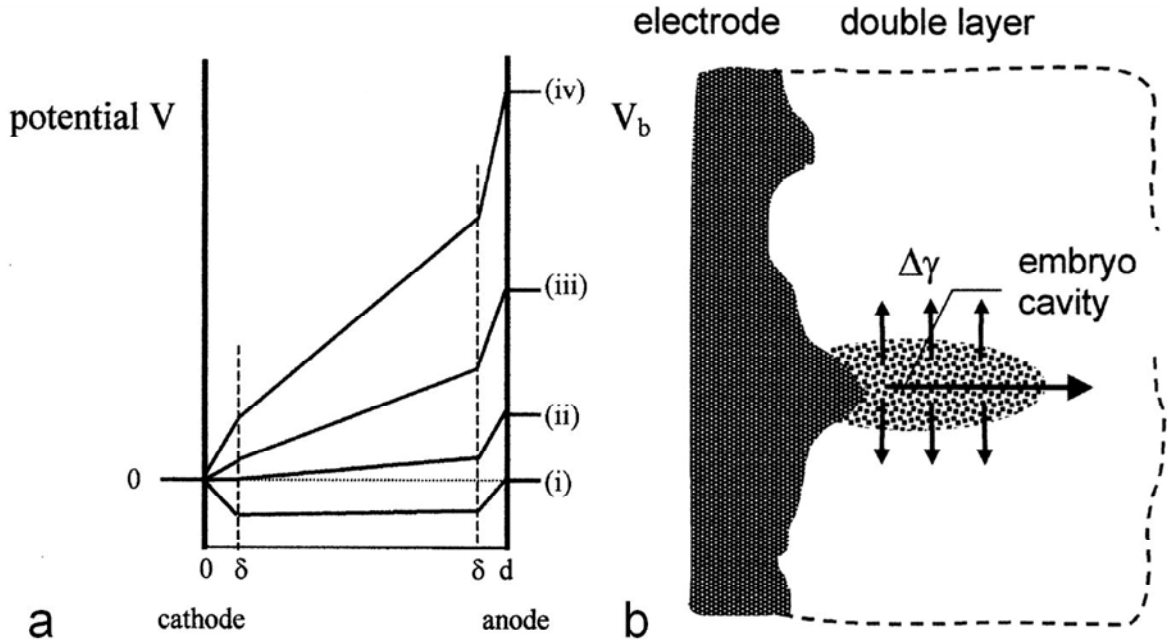 electrode double layer
potential V
(iv)
V_b
(iii)
Δγ
embryo
cavity
(ii)
0
(i)
0 δ δ d
a cathode anode b